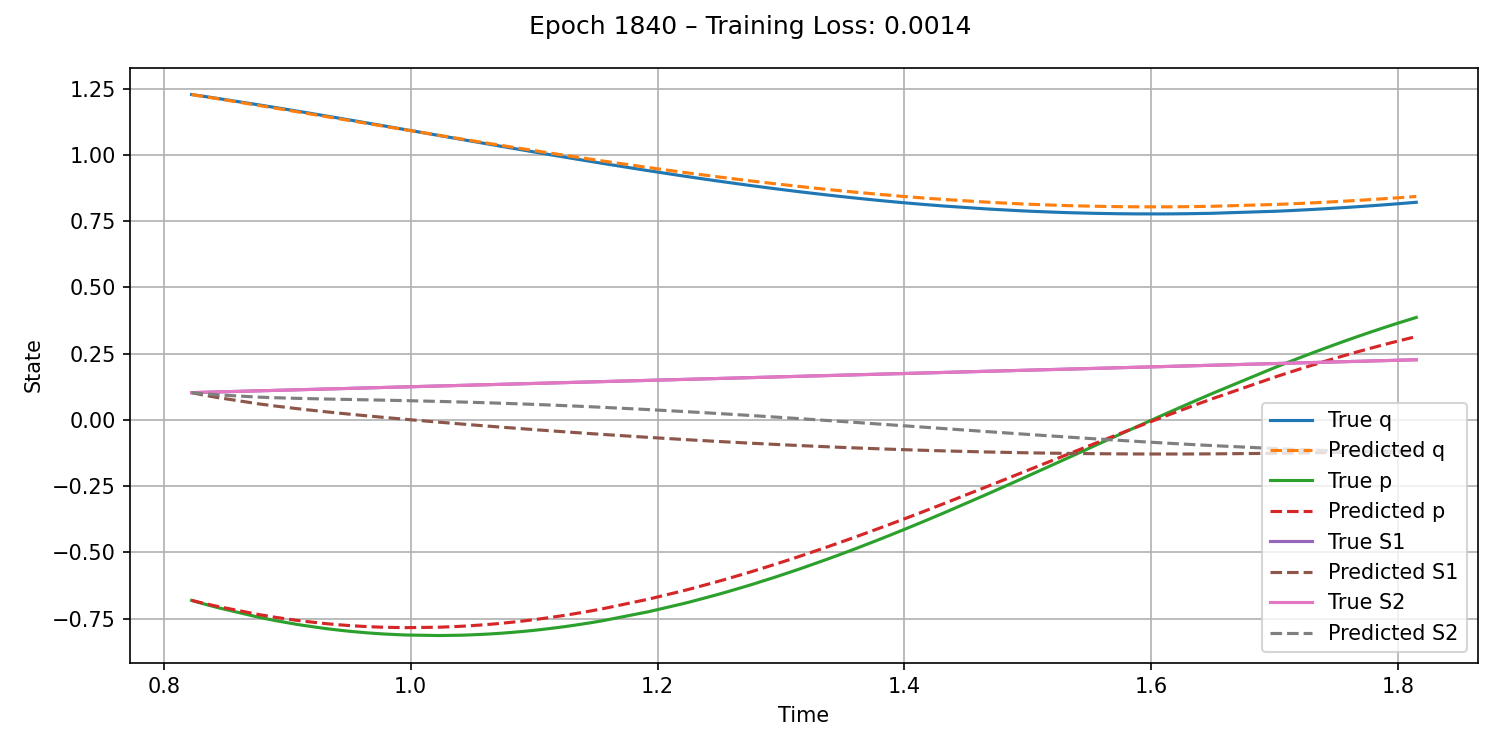 Epoch 1840 – Training Loss: 0.0014
1.25
1.00
0.75
0.50
0.25
0.00
−0.25
−0.50
−0.75
State
True q
Predicted q
True p
Predicted p
True S1
Predicted S1
True S2
Predicted S2
0.8
1.0
1.2
1.4
1.6
1.8
Time